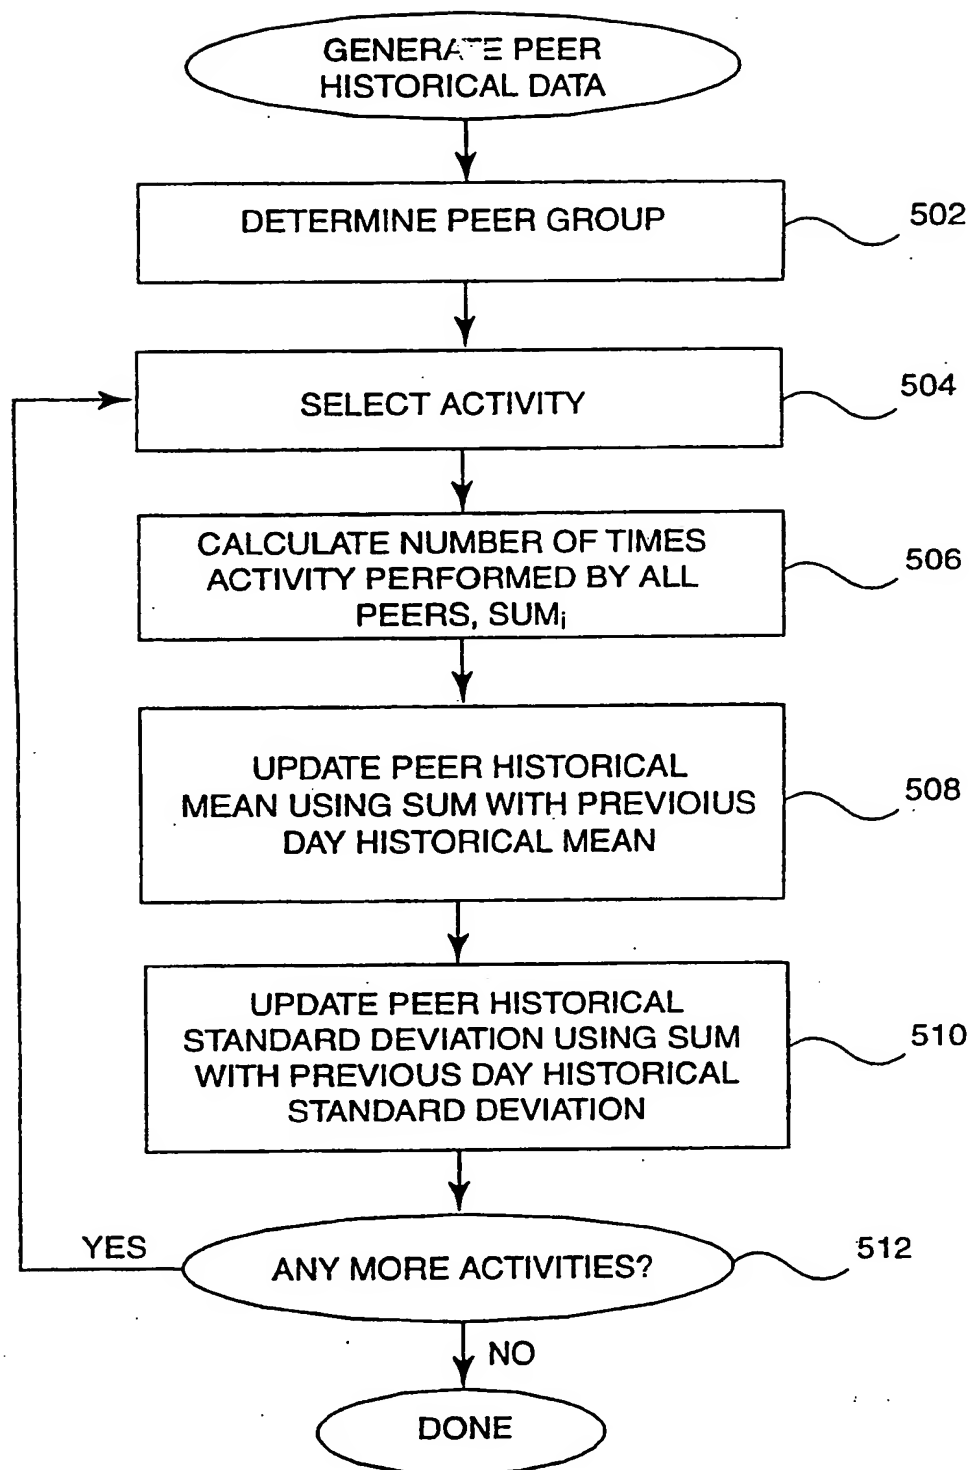 GENERATE PEER
HISTORICAL DATA
DETERMINE PEER GROUP
502
SELECT ACTIVITY
504
CALCULATE NUMBER OF TIMES
ACTIVITY PERFORMED BY ALL
PEERS, SUMi
506
UPDATE PEER HISTORICAL
MEAN USING SUM WITH PREVIOIUS
DAY HISTORICAL MEAN
508
UPDATE PEER HISTORICAL
STANDARD DEVIATION USING SUM
WITH PREVIOUS DAY HISTORICAL
STANDARD DEVIATION
510
YES
ANY MORE ACTIVITIES?
512
NO
DONE